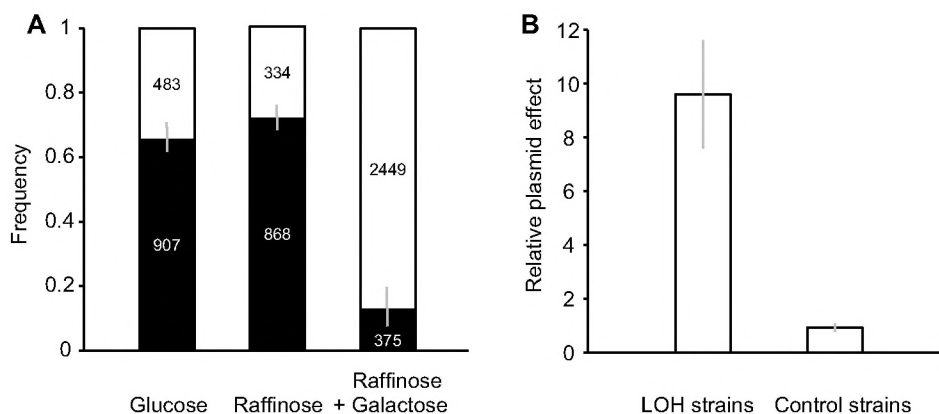 A
1
0.8
0.6
0.4
0.2
0
Frequency
483
334
2449
907
868
375
Glucose
Raffinose
Raffinose
+ Galactose
B
12
10
8
6
4
2
0
Relative plasmid effect
LOH strains
Control strains